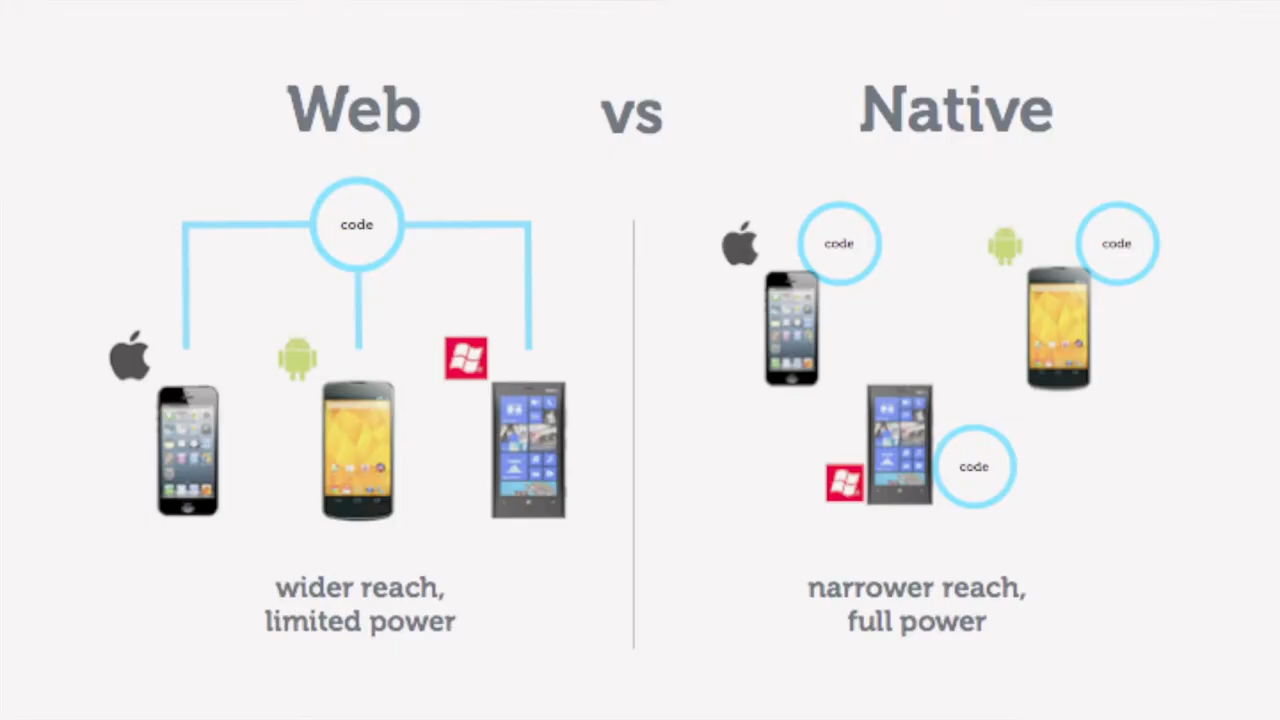 Web vs Native
code
code
code
code
wider reach,
limited power
narrower reach,
full power